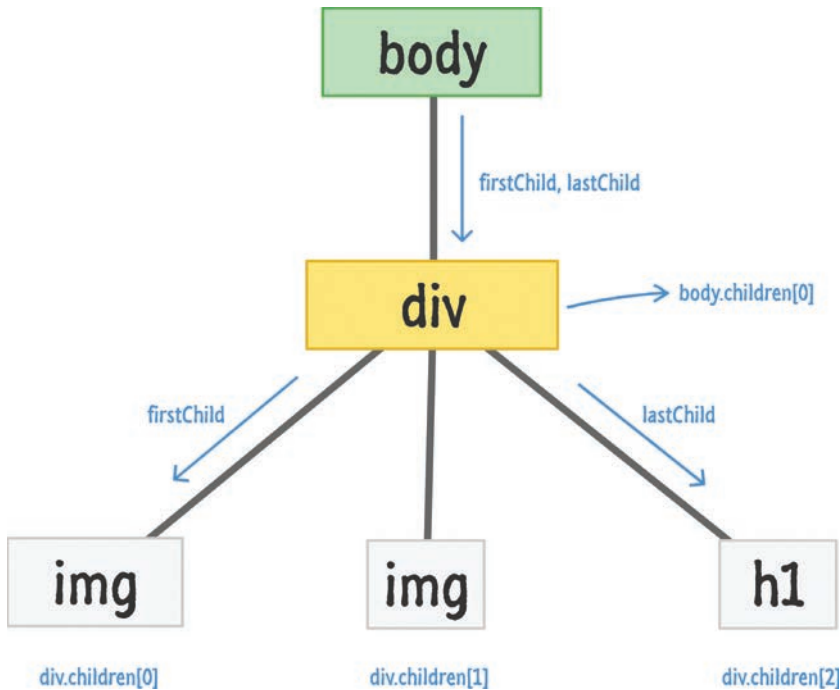 body
firstChild, lastChild
div
body.children[0]
firstChild
lastChild
img
img
h1
div.children[0]
div.children[1]
div.children[2]